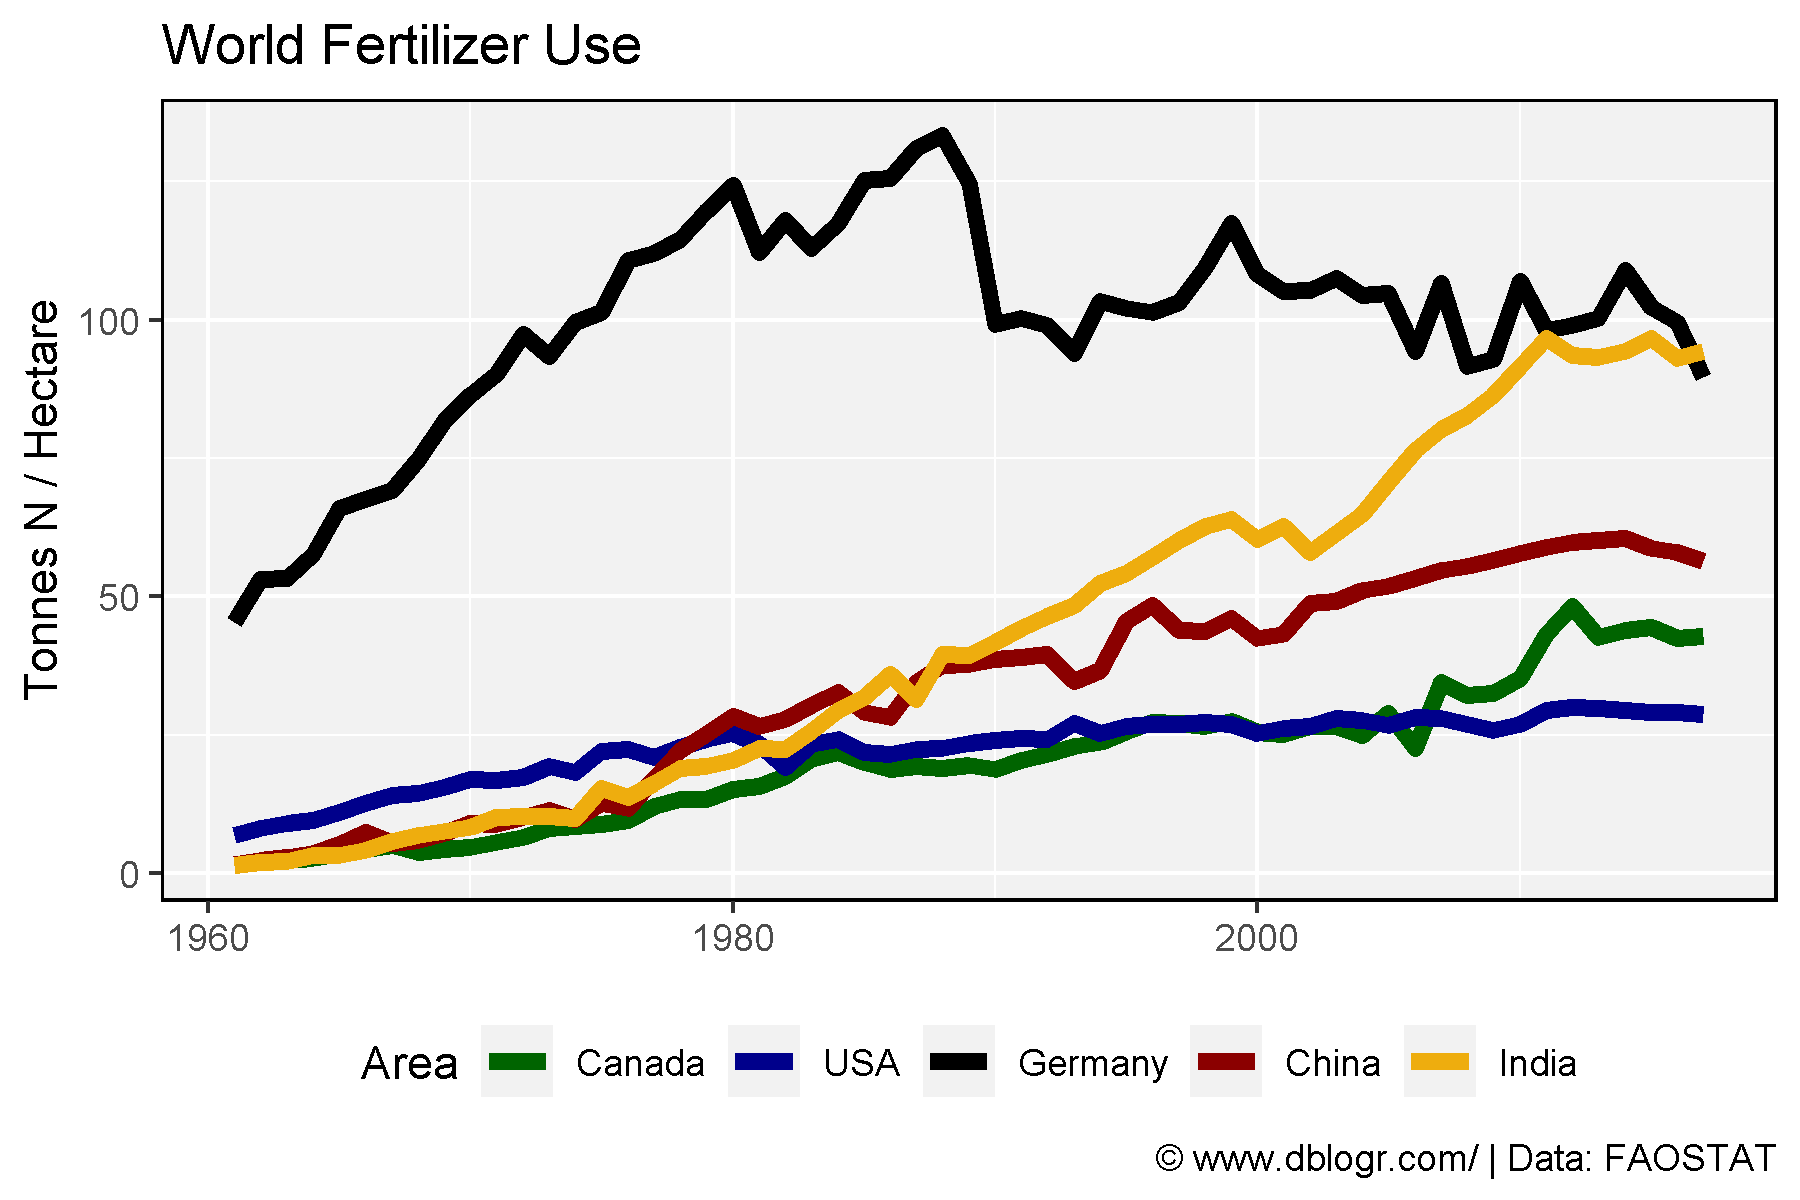 World Fertilizer Use
Tonnes N / Hectare
100
50
0
1960 1980 2000
Area Canada USA Germany China India
© www.dblogr.com/ | Data: FAOSTAT